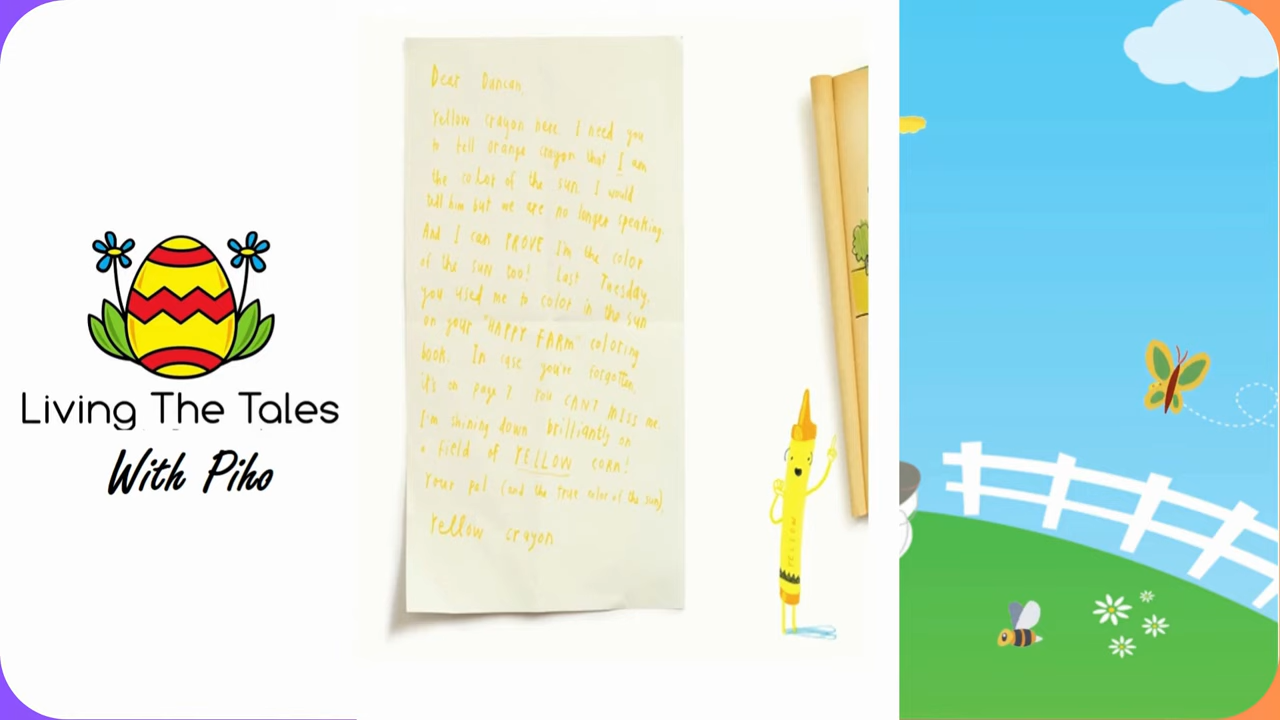 Living The Tales
With Piho
Dear Duncan,
Yellow crayon here. I need you
to tell orange crayon that I am
the color of the sun. I would
tell him but we are no longer speaking.
And I can PROVE I'm the color
of the sun too! Last Tuesday,
you used me to color in the sun
on your "HAPPY FARM" coloring
book. In case you've forgotten,
it's on page 7. YOU CAN'T MISS me.
I'm shining down brilliantly on
a field of YELLOW corn!
Your pal (and the true color of the sun),
Yellow crayon
YELLOW